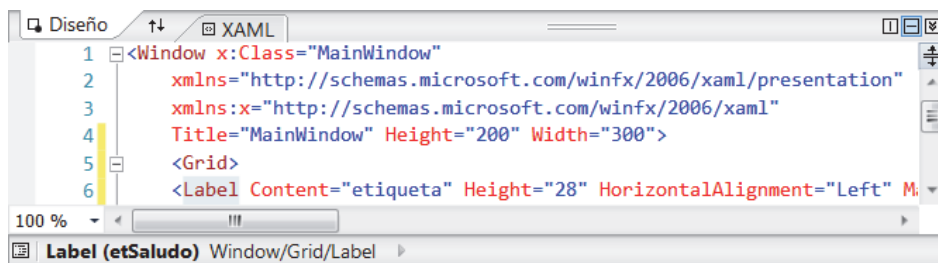 Diseño XAML
1 <Window x:Class="MainWindow"
2 xmlns="http://schemas.microsoft.com/winfx/2006/xaml/presentation"
3 xmlns:x="http://schemas.microsoft.com/winfx/2006/xaml"
4 Title="MainWindow" Height="200" Width="300">
5 <Grid>
6 <Label Content="etiqueta" Height="28" HorizontalAlignment="Left"
100 %
Label (etSaludo) Window/Grid/Label